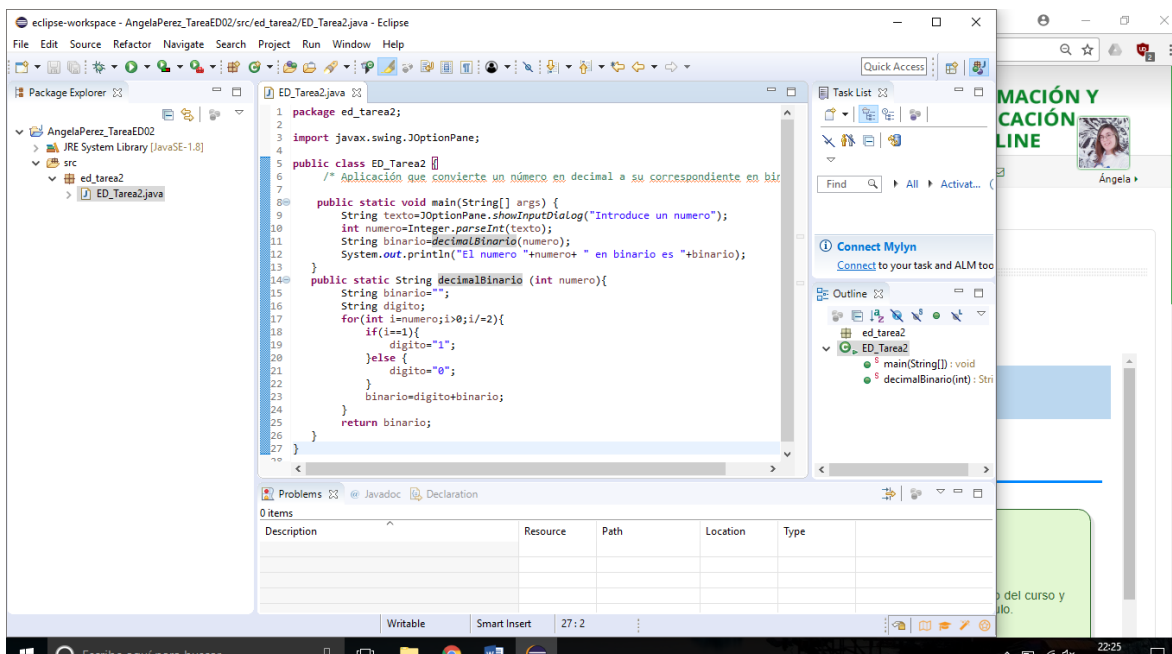 eclipse-workspace - AngelaPerez_TareaED02/src/ed_tarea2/ED_Tarea2.java - Eclipse
File Edit Source Refactor Navigate Search Project Run Window Help
Quick Access
Package Explorer
AngelaPerez_TareaED02
JRE System Library [JavaSE-1.8]
src
ed_tarea2
ED_Tarea2.java
ED_Tarea2.java
1 package ed_tarea2;
2
3 import javax.swing.JOptionPane;
4
5 public class ED_Tarea2 {
6 /* Aplicación que convierte un número en decimal a su correspondiente en bin
7
8 public static void main(String[] args) {
9 String texto=JOptionPane.showInputDialog("Introduce un numero");
10 int numero=Integer.parseInt(texto);
11 String binario=decimalBinario(numero);
12 System.out.println("El numero "+numero+ " en binario es "+binario);
13 }
14 public static String decimalBinario (int numero){
15 String binario="";
16 String digito;
17 for(int i=numero;i>0;i/=2){
18 if(i==1){
19 digito="1";
20 }else {
21 digito="0";
22 }
23 binario=digito+binario;
24 }
25 return binario;
26 }
27 }
28
Task List
Find All Activat...
Connect Mylyn
Connect to your task and ALM too
Outline
ed_tarea2
ED_Tarea2
main(String[]) : void
decimalBinario(int) : Stri
Problems Javadoc Declaration
0 items
Description Resource Path Location Type
Writable Smart Insert 27 : 2
MACIÓN Y
CACIÓN
LINE
Ángela
del curso y
ulo.
Escribe aquí para buscar
22:25